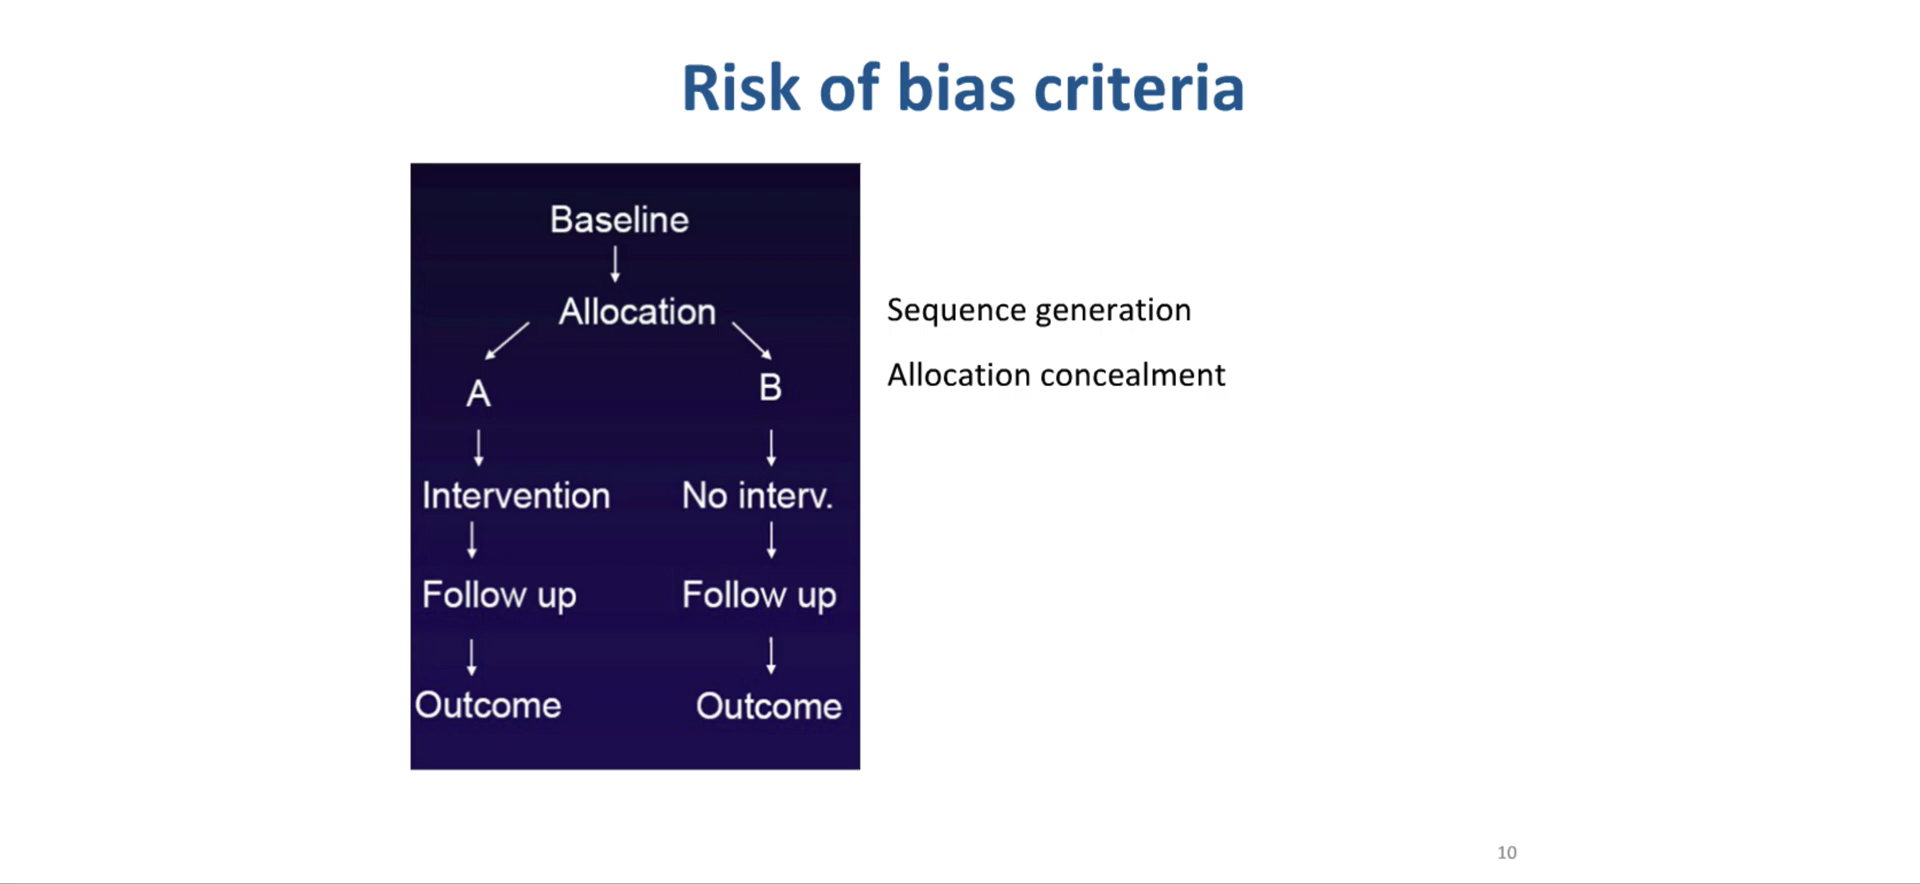 Risk of bias criteria
Baseline
Allocation
Sequence generation
A
B
Allocation concealment
Intervention
No interv.
Follow up
Follow up
Outcome
Outcome
10